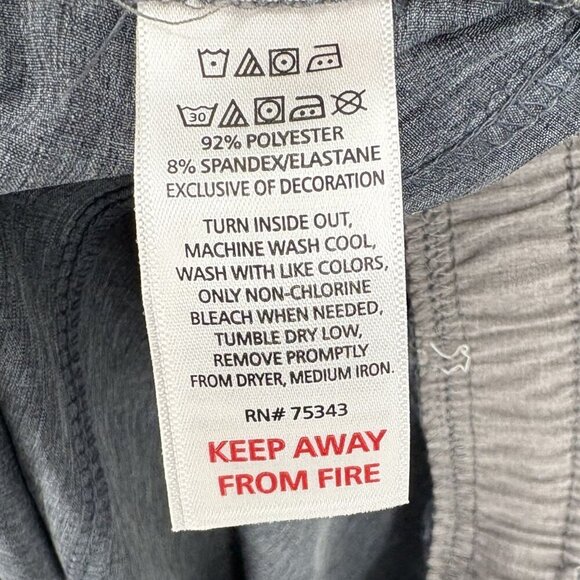 30
92% POLYESTER
8% SPANDEX/ELASTANE
EXCLUSIVE OF DECORATION
TURN INSIDE OUT,
MACHINE WASH COOL,
WASH WITH LIKE COLORS,
ONLY NON-CHLORINE
BLEACH WHEN NEEDED,
TUMBLE DRY LOW,
REMOVE PROMPTLY
FROM DRYER, MEDIUM IRON.
RN# 75343
KEEP AWAY
FROM FIRE